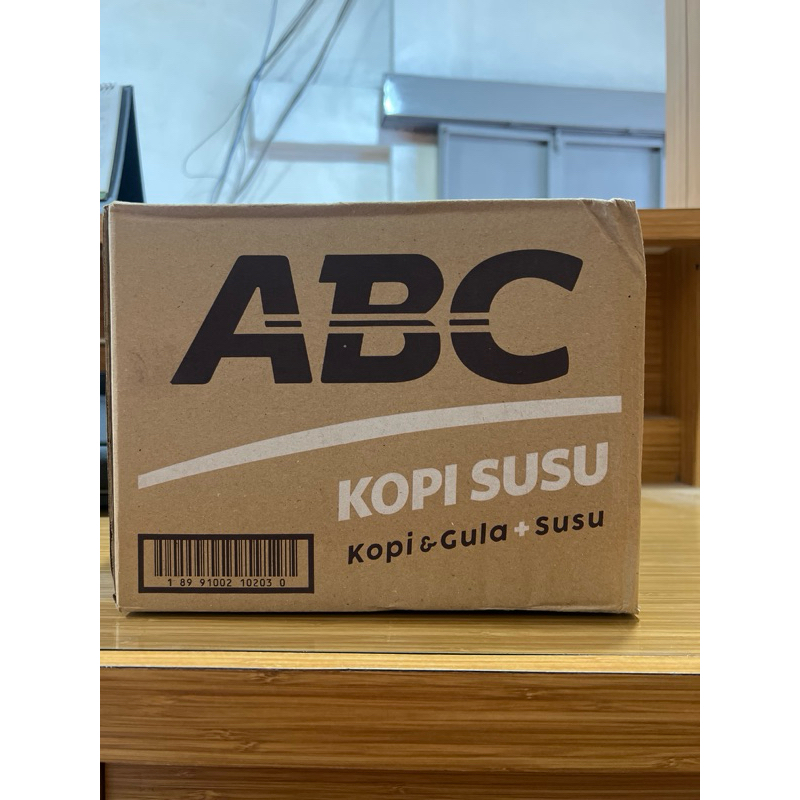 ABC
KOPI SUSU
Kopi & Gula + Susu
1 89 91002 10203 0